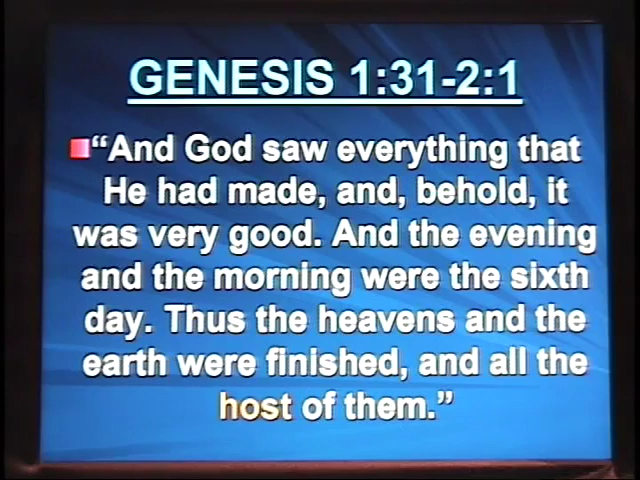 GENESIS 1:31-2:1
“And God saw everything that
He had made, and, behold, it
was very good. And the evening
and the morning were the sixth
day. Thus the heavens and the
earth were finished, and all the
host of them.”